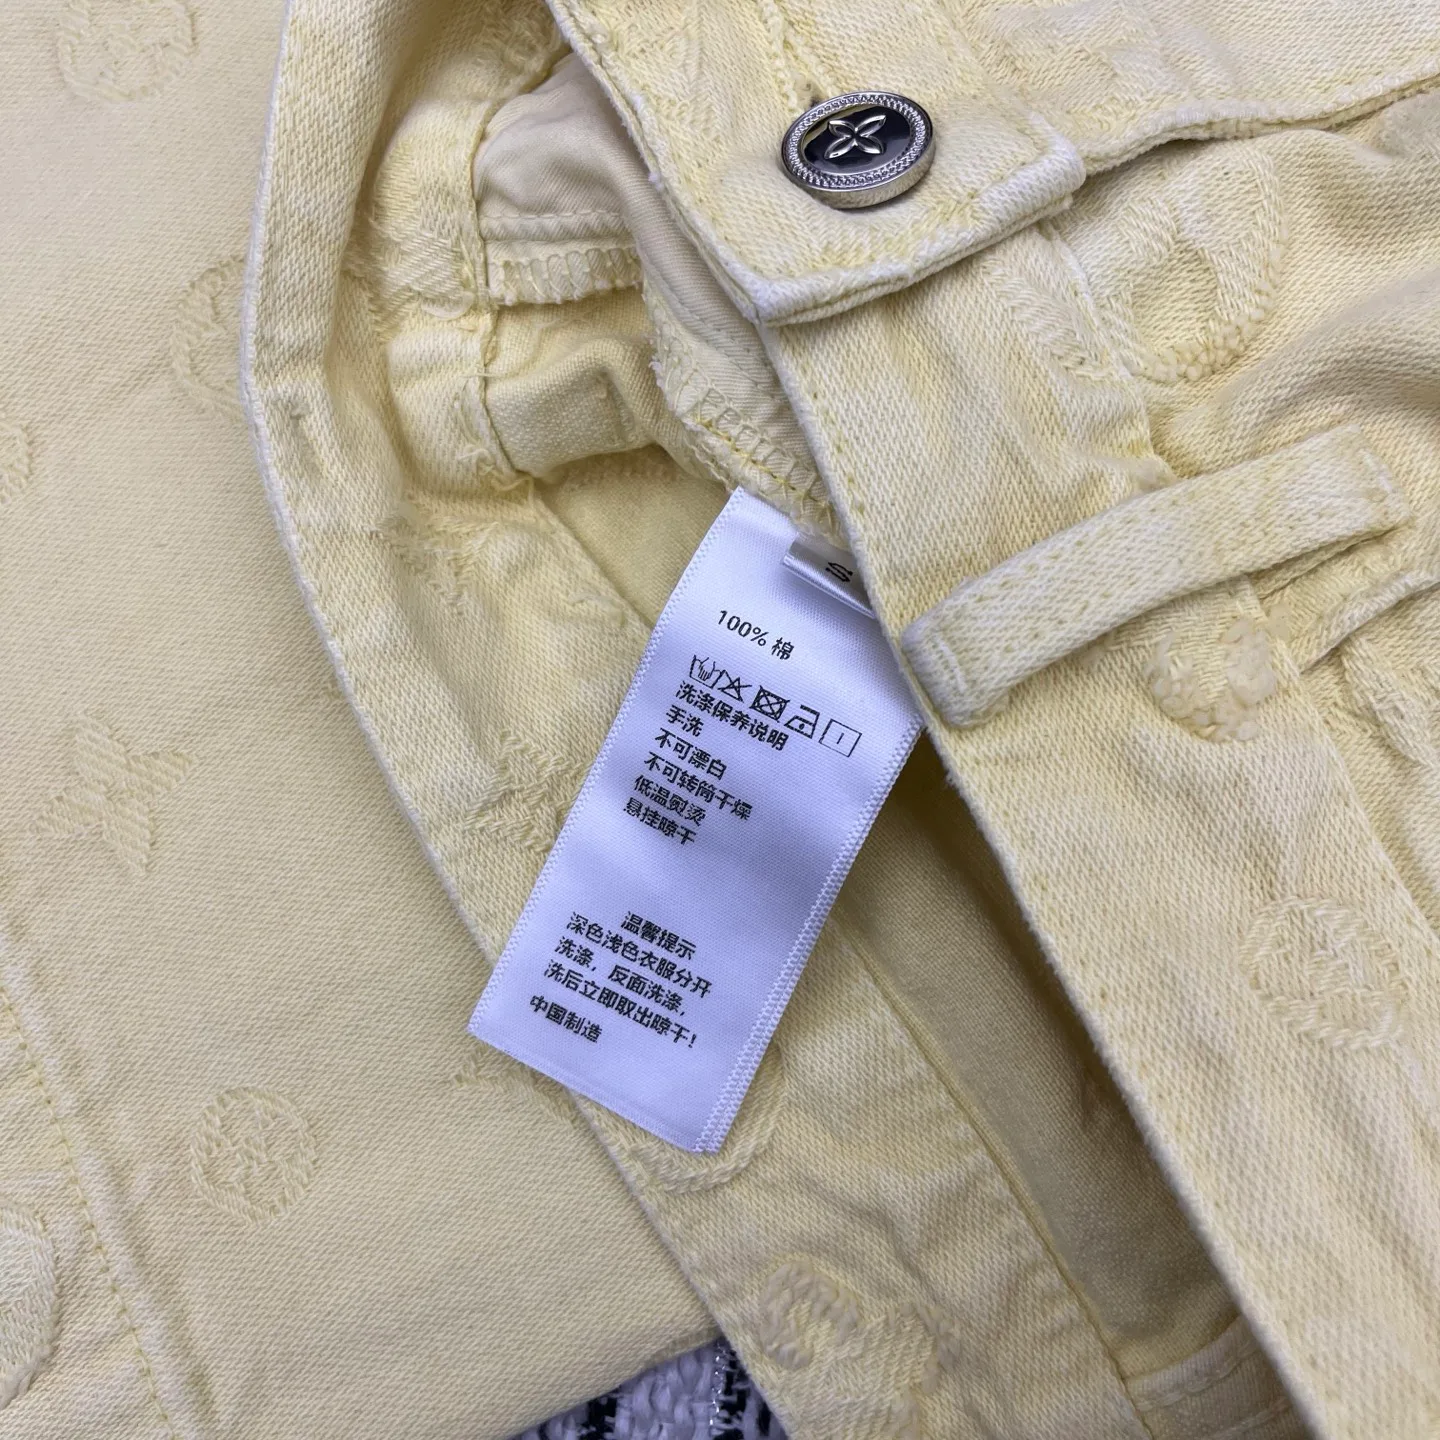 S
100% 棉
洗涤保养说明
手洗
不可漂白
不可转筒干燥
低温熨烫
悬挂晾干
温馨提示
深色浅色衣服分开
洗涤，反面洗涤，
洗后立即取出晾干!
中国制造